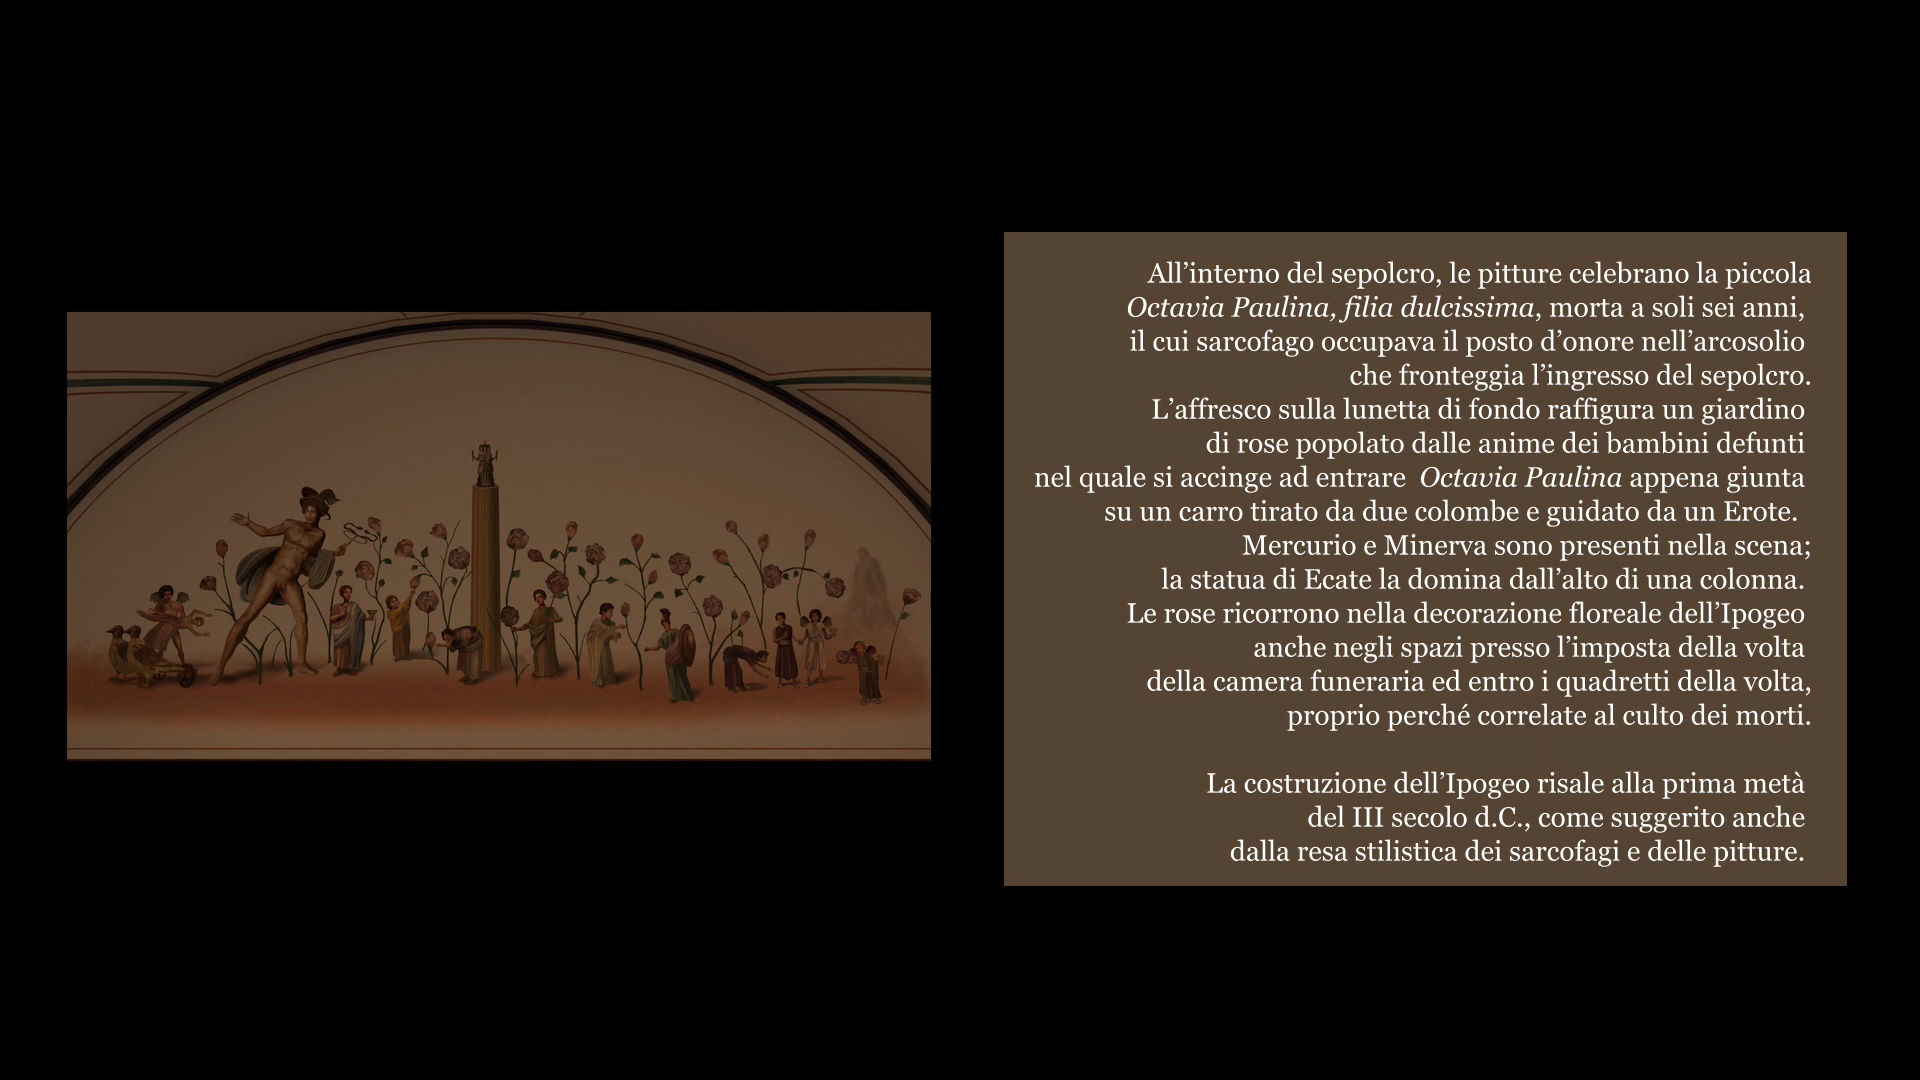 All’interno del sepolcro, le pitture celebrano la piccola
Octavia Paulina, filia dulcissima, morta a soli sei anni,
il cui sarcofago occupava il posto d’onore nell’arcosolio
che fronteggia l’ingresso del sepolcro.
L’affresco sulla lunetta di fondo raffigura un giardino
di rose popolato dalle anime dei bambini defunti
nel quale si accinge ad entrare Octavia Paulina appena giunta
su un carro tirato da due colombe e guidato da un Erote.
Mercurio e Minerva sono presenti nella scena;
la statua di Ecate la domina dall’alto di una colonna.
Le rose ricorrono nella decorazione floreale dell’Ipogeo
anche negli spazi presso l’imposta della volta
della camera funeraria ed entro i quadretti della volta,
proprio perché correlate al culto dei morti.
La costruzione dell’Ipogeo risale alla prima metà
del III secolo d.C., come suggerito anche
dalla resa stilistica dei sarcofagi e delle pitture.